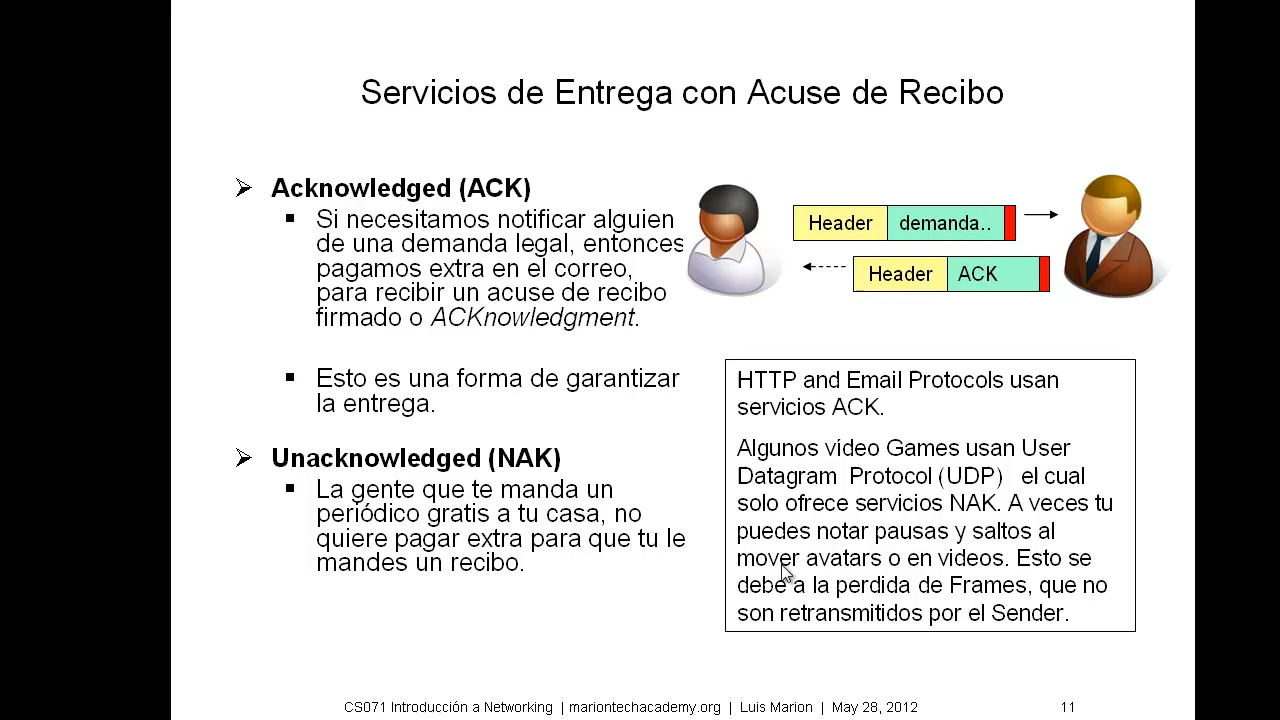 Servicios de Entrega con Acuse de Recibo
Acknowledged (ACK)
Si necesitamos notificar alguien
de una demanda legal, entonces
pagamos extra en el correo,
para recibir un acuse de recibo
firmado o ACKnowledgment.
Esto es una forma de garantizar
la entrega.
Unacknowledged (NAK)
La gente que te manda un
periódico gratis a tu casa, no
quiere pagar extra para que tu le
mandes un recibo.
Header demanda..
Header ACK
HTTP and Email Protocols usan
servicios ACK.
Algunos video Games usan User
Datagram Protocol (UDP) el cual
solo ofrece servicios NAK. A veces tu
puedes notar pausas y saltos al
mover avatars o en videos. Esto se
debe a la perdida de Frames, que no
son retransmitidos por el Sender.
CS071 Introducción a Networking | mariontechacademy.org | Luis Marion | May 28, 2012 11